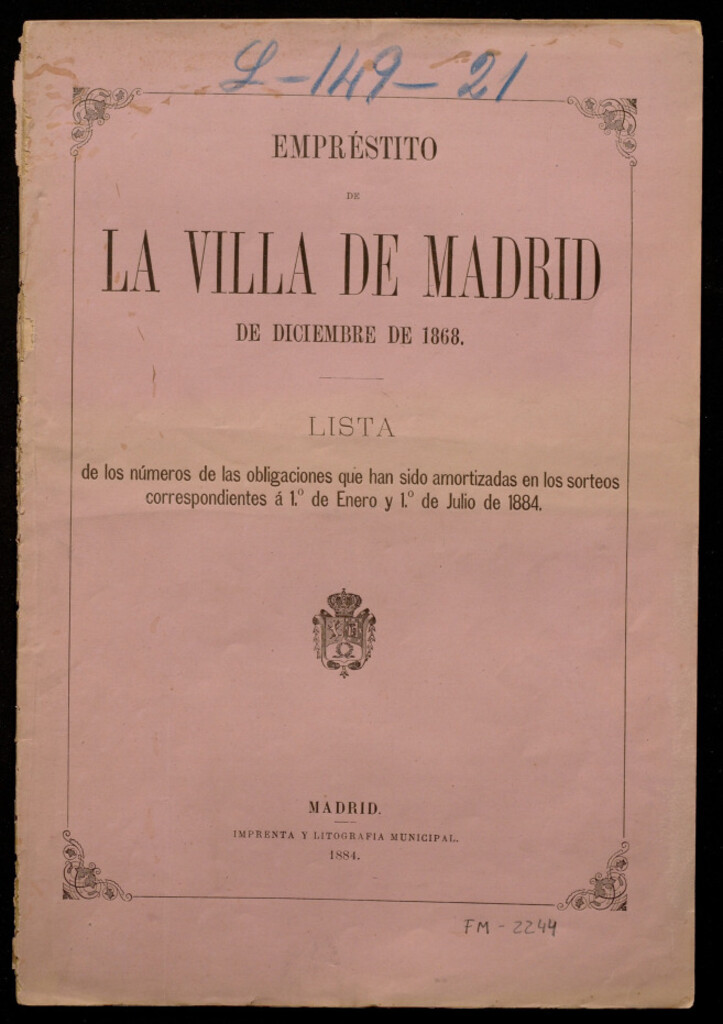 L-149-21
EMPRÉSTITO
DE
LA VILLA DE MADRID
DE DICIEMBRE DE 1868.
LISTA
de los números de las obligaciones que han sido amortizadas en los sorteos
correspondientes á 1.º de Enero y 1.º de Julio de 1884.
MADRID.
IMPRENTA Y LITOGRAFIA MUNICIPAL.
1884.
FM - 2244